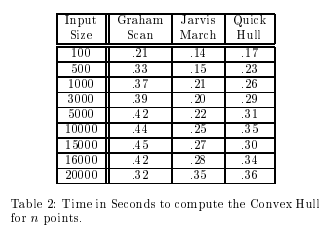 Input Graham Jarvis Quick
Size Scan March Hull
100 .21 .14 .17
500 .33 .15 .23
1000 .37 .21 .26
3000 .39 .20 .29
5000 .42 .22 .31
10000 .44 .25 .35
15000 .45 .27 .30
16000 .42 .28 .34
20000 .32 .35 .36
Table 2: Time in Seconds to compute the Convex Hull
for n points.